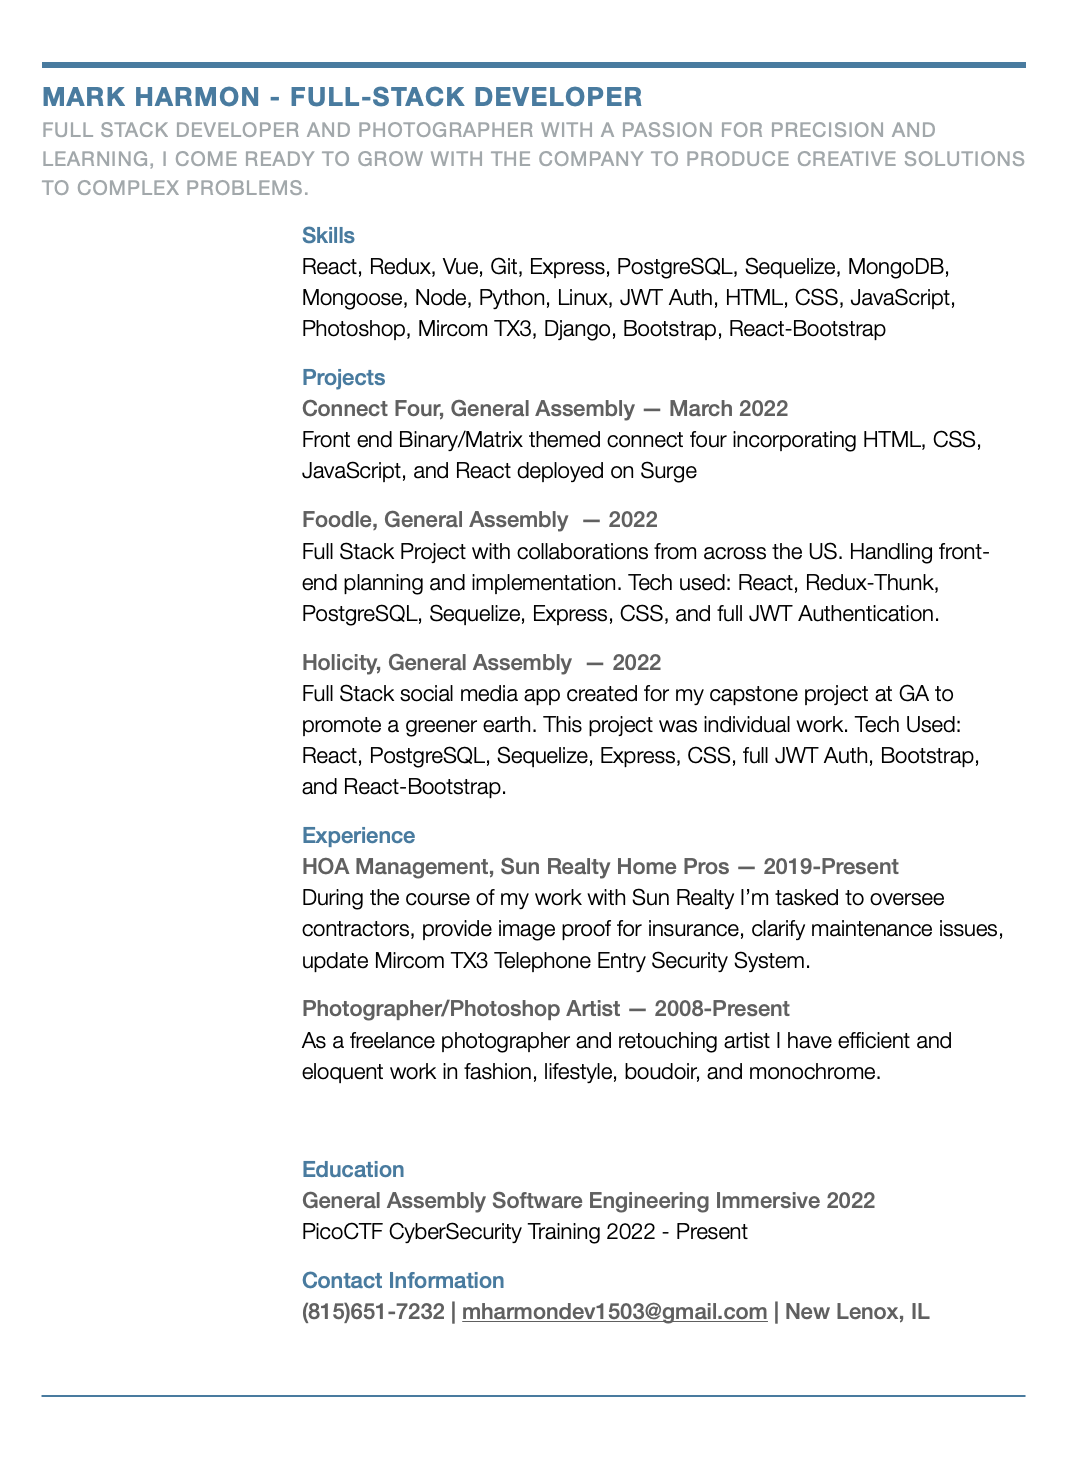 MARK HARMON - FULL-STACK DEVELOPER
FULL STACK DEVELOPER AND PHOTOGRAPHER WITH A PASSION FOR PRECISION AND
LEARNING, I COME READY TO GROW WITH THE COMPANY TO PRODUCE CREATIVE SOLUTIONS
TO COMPLEX PROBLEMS.
Skills
React, Redux, Vue, Git, Express, PostgreSQL, Sequelize, MongoDB,
Mongoose, Node, Python, Linux, JWT Auth, HTML, CSS, JavaScript,
Photoshop, Mircom TX3, Django, Bootstrap, React-Bootstrap
Projects
Connect Four, General Assembly — March 2022
Front end Binary/Matrix themed connect four incorporating HTML, CSS,
JavaScript, and React deployed on Surge
Foodle, General Assembly — 2022
Full Stack Project with collaborations from across the US. Handling front-
end planning and implementation. Tech used: React, Redux-Thunk,
PostgreSQL, Sequelize, Express, CSS, and full JWT Authentication.
Holicity, General Assembly — 2022
Full Stack social media app created for my capstone project at GA to
promote a greener earth. This project was individual work. Tech Used:
React, PostgreSQL, Sequelize, Express, CSS, full JWT Auth, Bootstrap,
and React-Bootstrap.
Experience
HOA Management, Sun Realty Home Pros — 2019-Present
During the course of my work with Sun Realty I’m tasked to oversee
contractors, provide image proof for insurance, clarify maintenance issues,
update Mircom TX3 Telephone Entry Security System.
Photographer/Photoshop Artist — 2008-Present
As a freelance photographer and retouching artist I have efficient and
eloquent work in fashion, lifestyle, boudoir, and monochrome.
Education
General Assembly Software Engineering Immersive 2022
PicoCTF CyberSecurity Training 2022 - Present
Contact Information
(815)651-7232 | mharmondev1503@gmail.com | New Lenox, IL